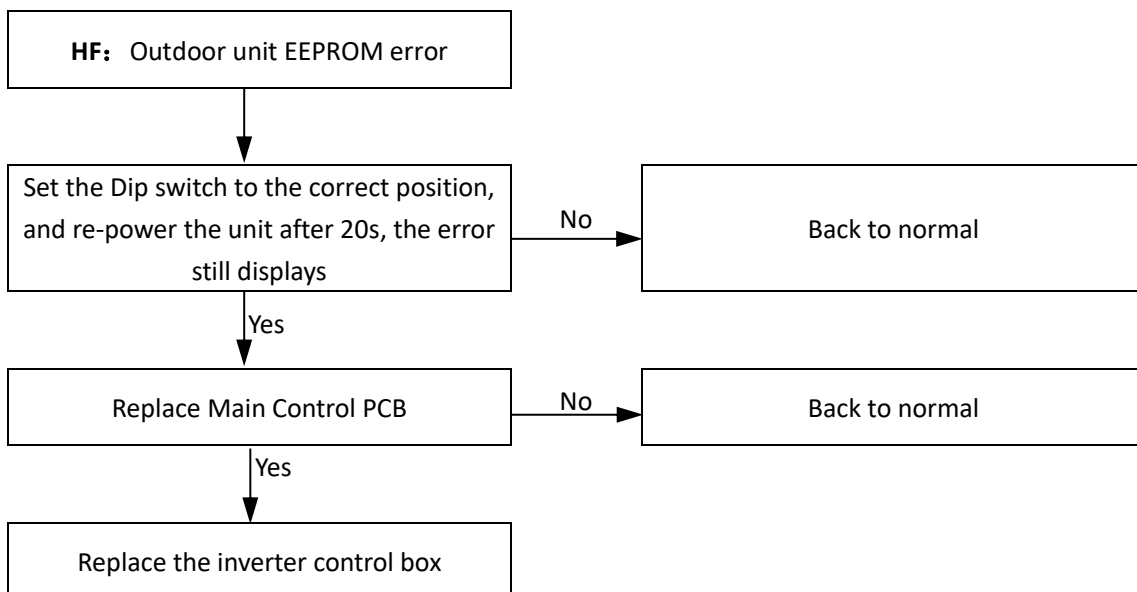 HF： Outdoor unit EEPROM error
Set the Dip switch to the correct position,
and re-power the unit after 20s, the error
still displays
No
Back to normal
Yes
Replace Main Control PCB
No
Back to normal
Yes
Replace the inverter control box